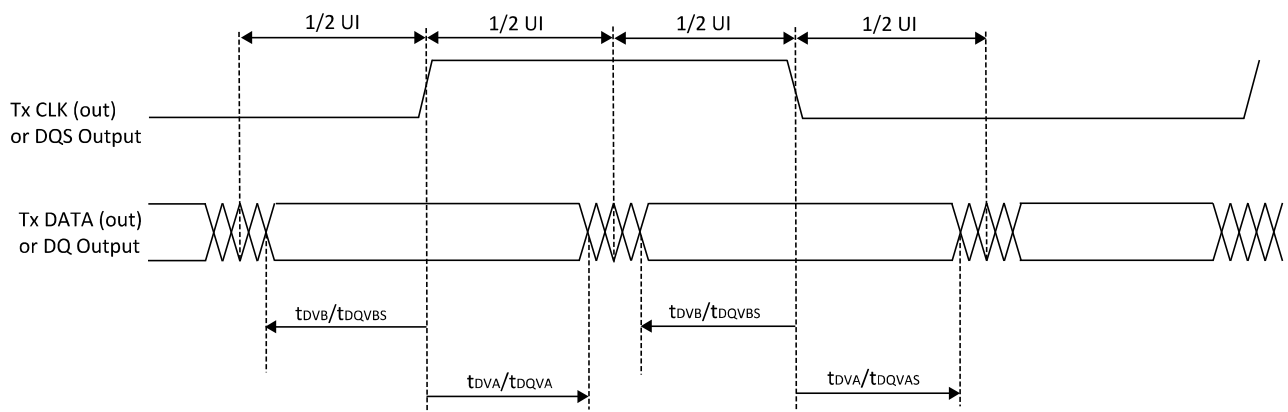 1/2 UI
1/2 UI
1/2 UI
1/2 UI
Tx CLK (out)
or DQS Output
Tx DATA (out)
or DQ Output
tDVB/tDQVBS
tDVB/tDQVBS
tDVA/tDQVA
tDVA/tDQVAS